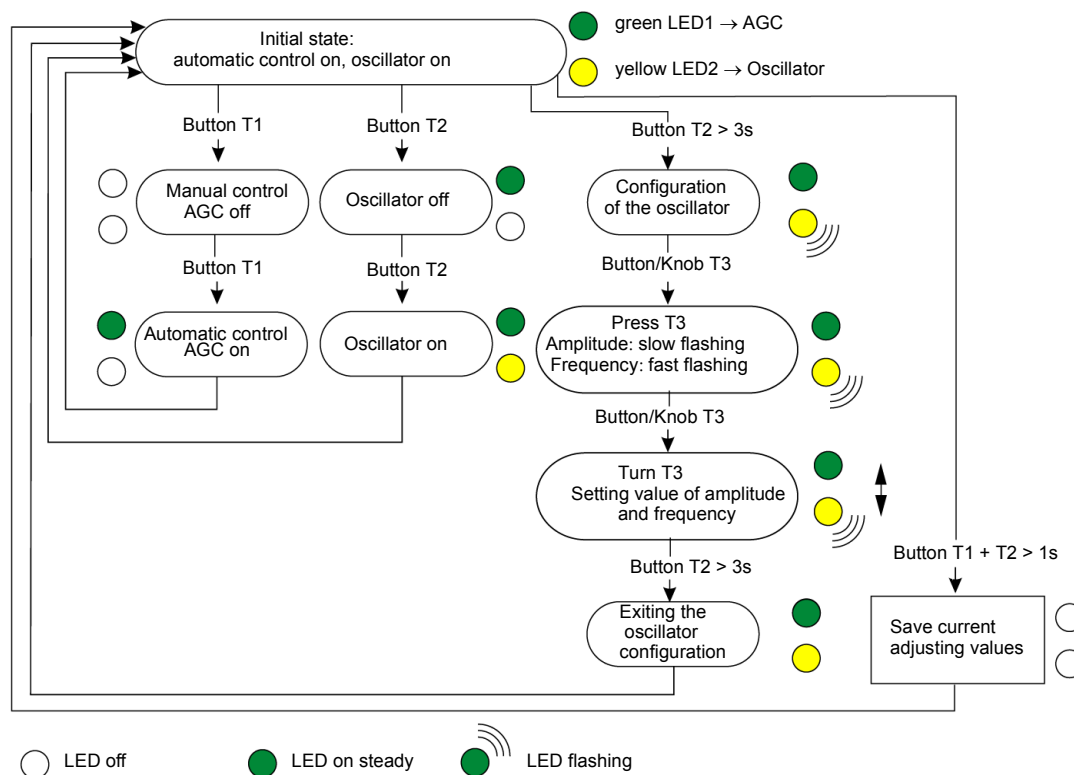 Initial state:
automatic control on, oscillator on
green LED1 → AGC
yellow LED2 → Oscillator
Button T1
Button T2
Button T2 > 3s
Manual control
AGC off
Oscillator off
Configuration
of the oscillator
Button T1
Button T2
Button/Knob T3
Automatic control
AGC on
Oscillator on
Press T3
Amplitude: slow flashing
Frequency: fast flashing
Button/Knob T3
Turn T3
Setting value of amplitude
and frequency
Button T2 > 3s
Button T1 + T2 > 1s
Exiting the
oscillator
configuration
Save current
adjusting values
LED off
LED on steady
LED flashing